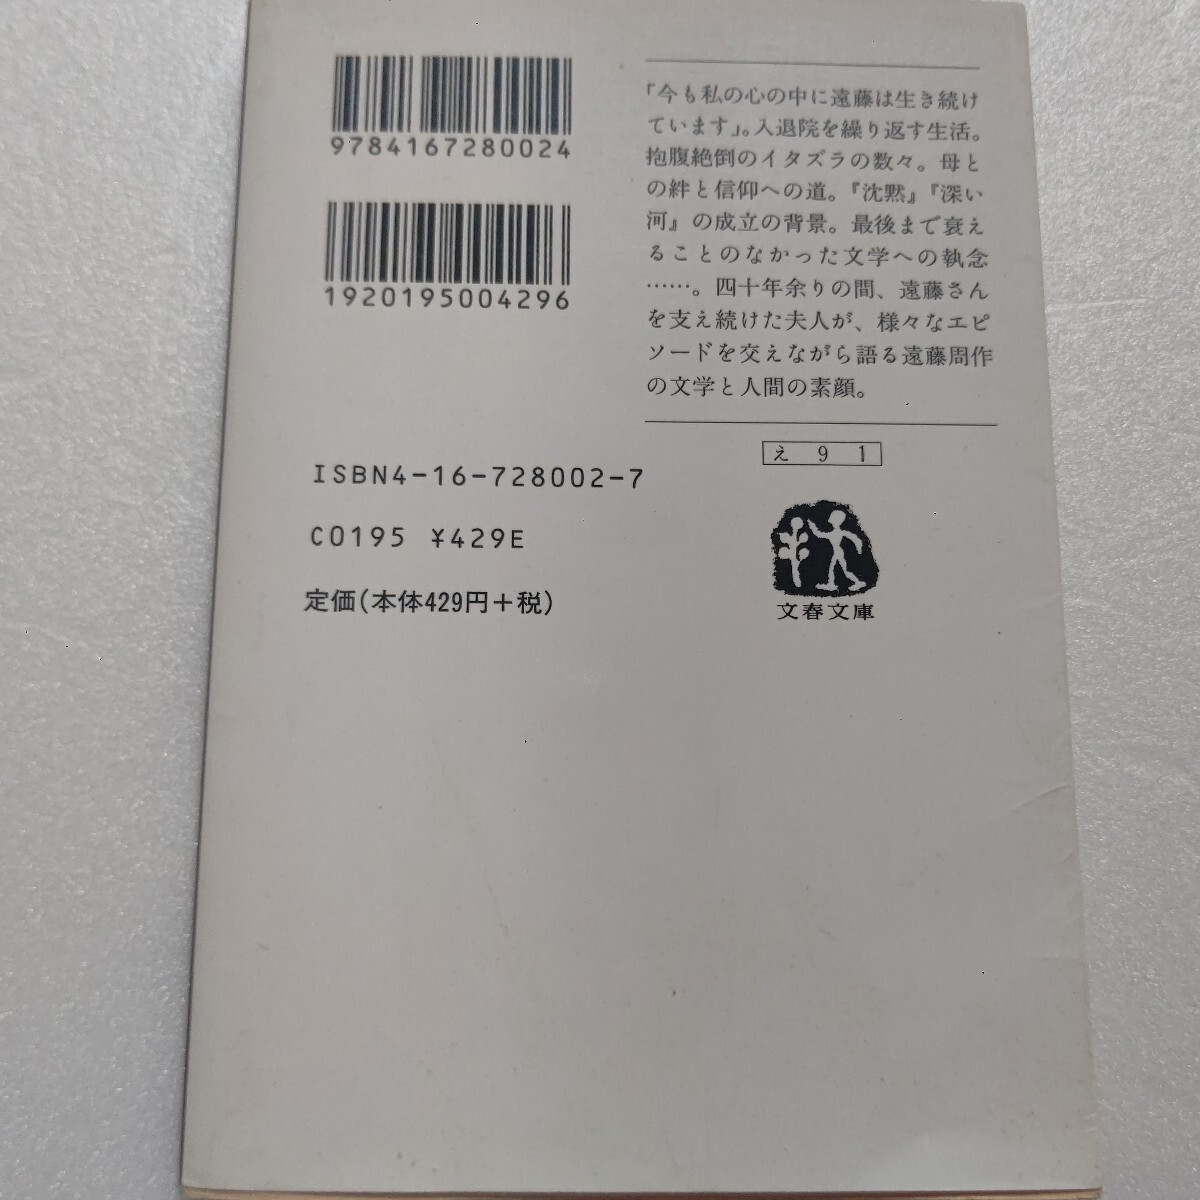 9784167280024
1920195004296
「今も私の心の中に遠藤は生き続け
ています」。入退院を繰り返す生活。
抱腹絶倒のイタズラの数々。母と
の絆と信仰への道。『沈黙』『深い
河』の成立の背景。最後まで衰え
ることのなかった文学への執念
……。四十年余りの間、遠藤さん
を支え続けた夫人が、様々なエピ
ソードを交えながら語る遠藤周作
の文学と人間の素顔。
え 9 1
文春文庫
ISBN4-16-728002-7
C0195 ¥429E
定価(本体429円+税)